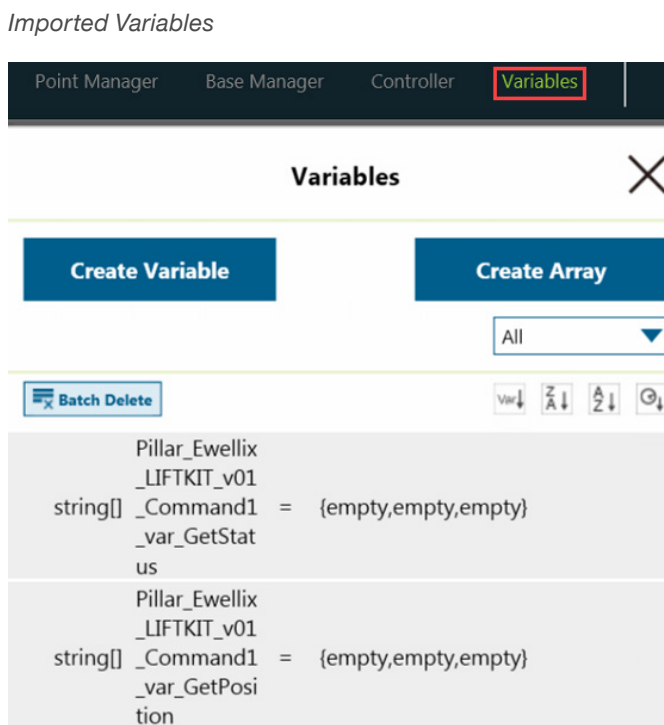 Imported Variables
Point Manager Base Manager Controller Variables
Variables
Create Variable Create Array
All
Batch Delete Var Z A A Z
Pillar_Ewellix
_LIFTKIT_v01
string[] _Command1 = {empty,empty,empty}
_var_GetStat
us
Pillar_Ewellix
_LIFTKIT_v01
string[] _Command1 = {empty,empty,empty}
_var_GetPosi
tion